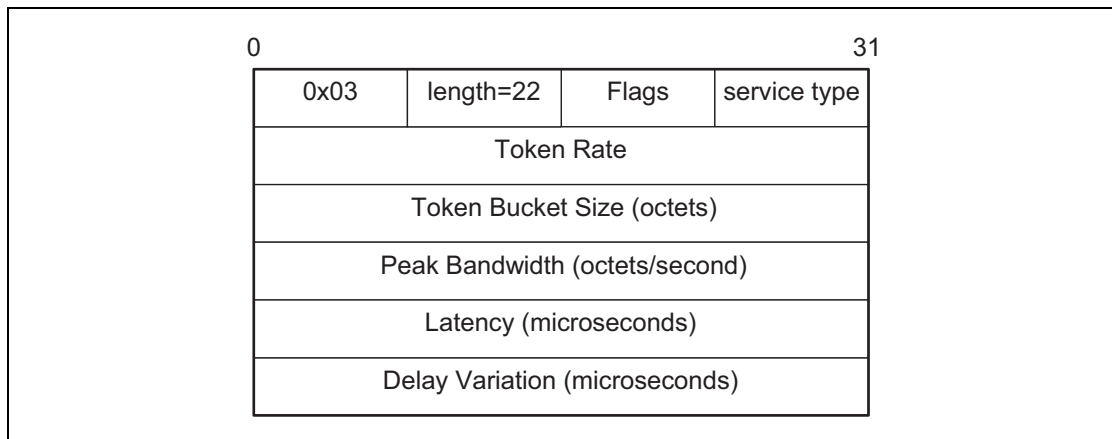 0 31
0x03 length=22 Flags service type
Token Rate
Token Bucket Size (octets)
Peak Bandwidth (octets/second)
Latency (microseconds)
Delay Variation (microseconds)